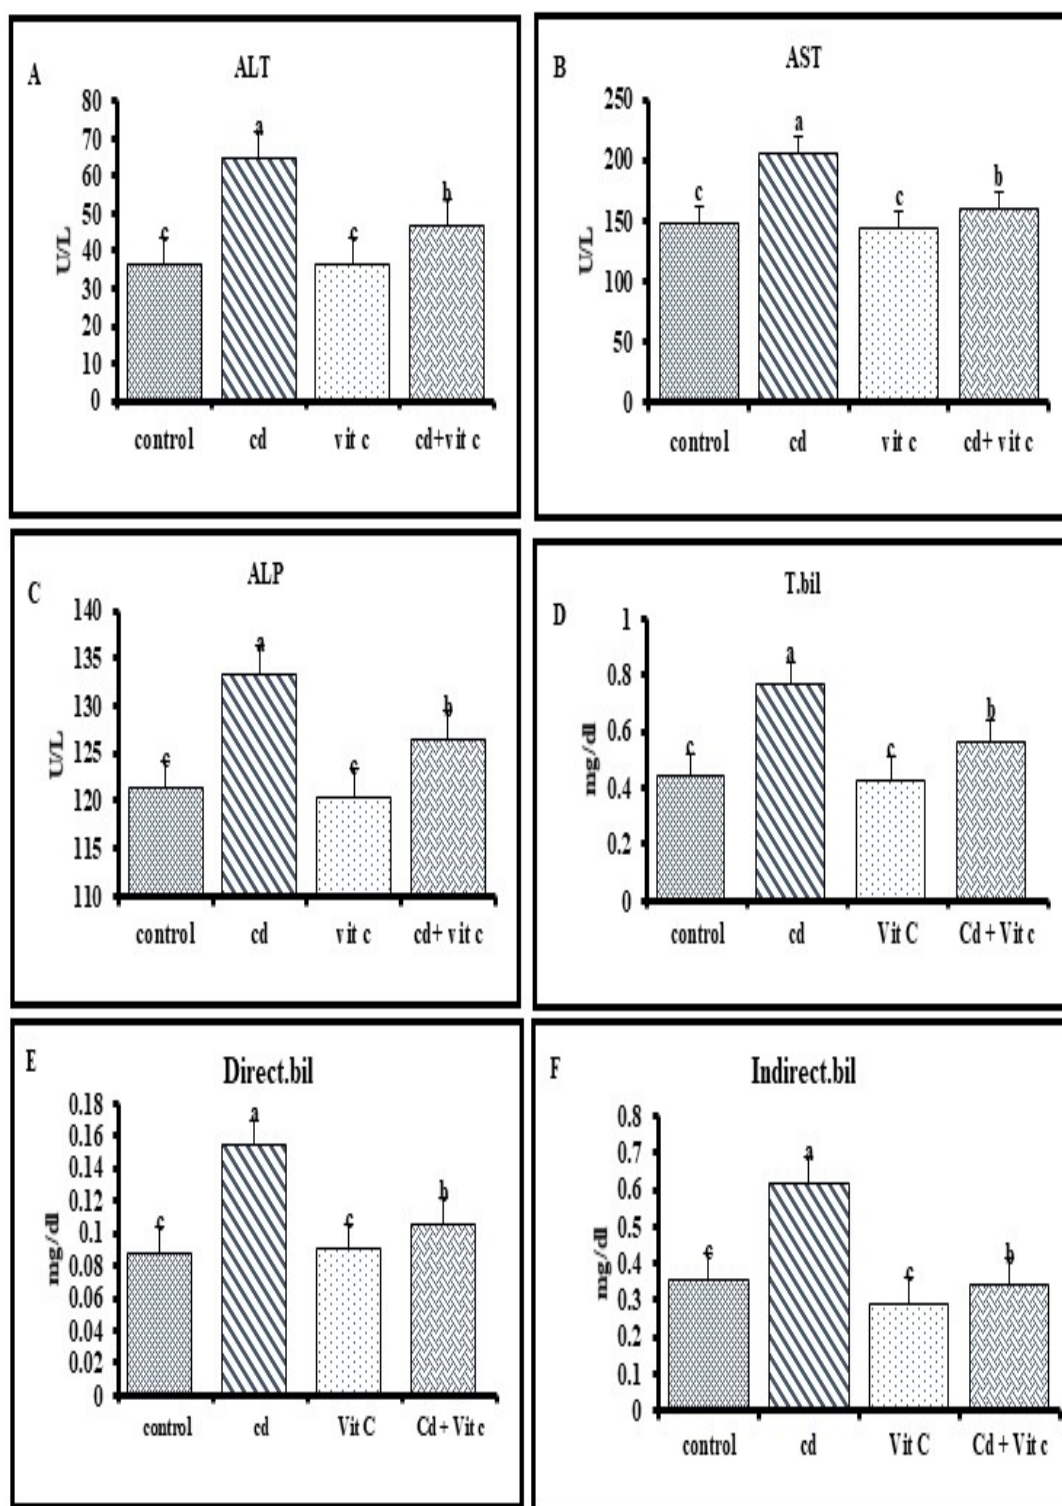 A
ALT
80
70
60
50
40
30
20
10
0
U/L
c
a
c
b
control cd vit c cd+vit c
B
AST
250
200
150
100
50
0
U/L
c
a
c
b
control cd vit c cd+ vit c
C
ALP
140
135
130
125
120
115
110
U/L
c
a
c
b
control cd vit c cd+ vit c
D
T.bil
1
0.8
0.6
0.4
0.2
0
mg/dl
c
a
c
b
control cd Vit C Cd + Vit c
E
Direct.bil
0.18
0.16
0.14
0.12
0.1
0.08
0.06
0.04
0.02
0
mg/dl
c
a
c
b
control cd Vit C Cd + Vit c
F
Indirect.bil
0.8
0.7
0.6
0.5
0.4
0.3
0.2
0.1
0
mg/dl
c
a
c
b
control cd Vit C Cd + Vit c